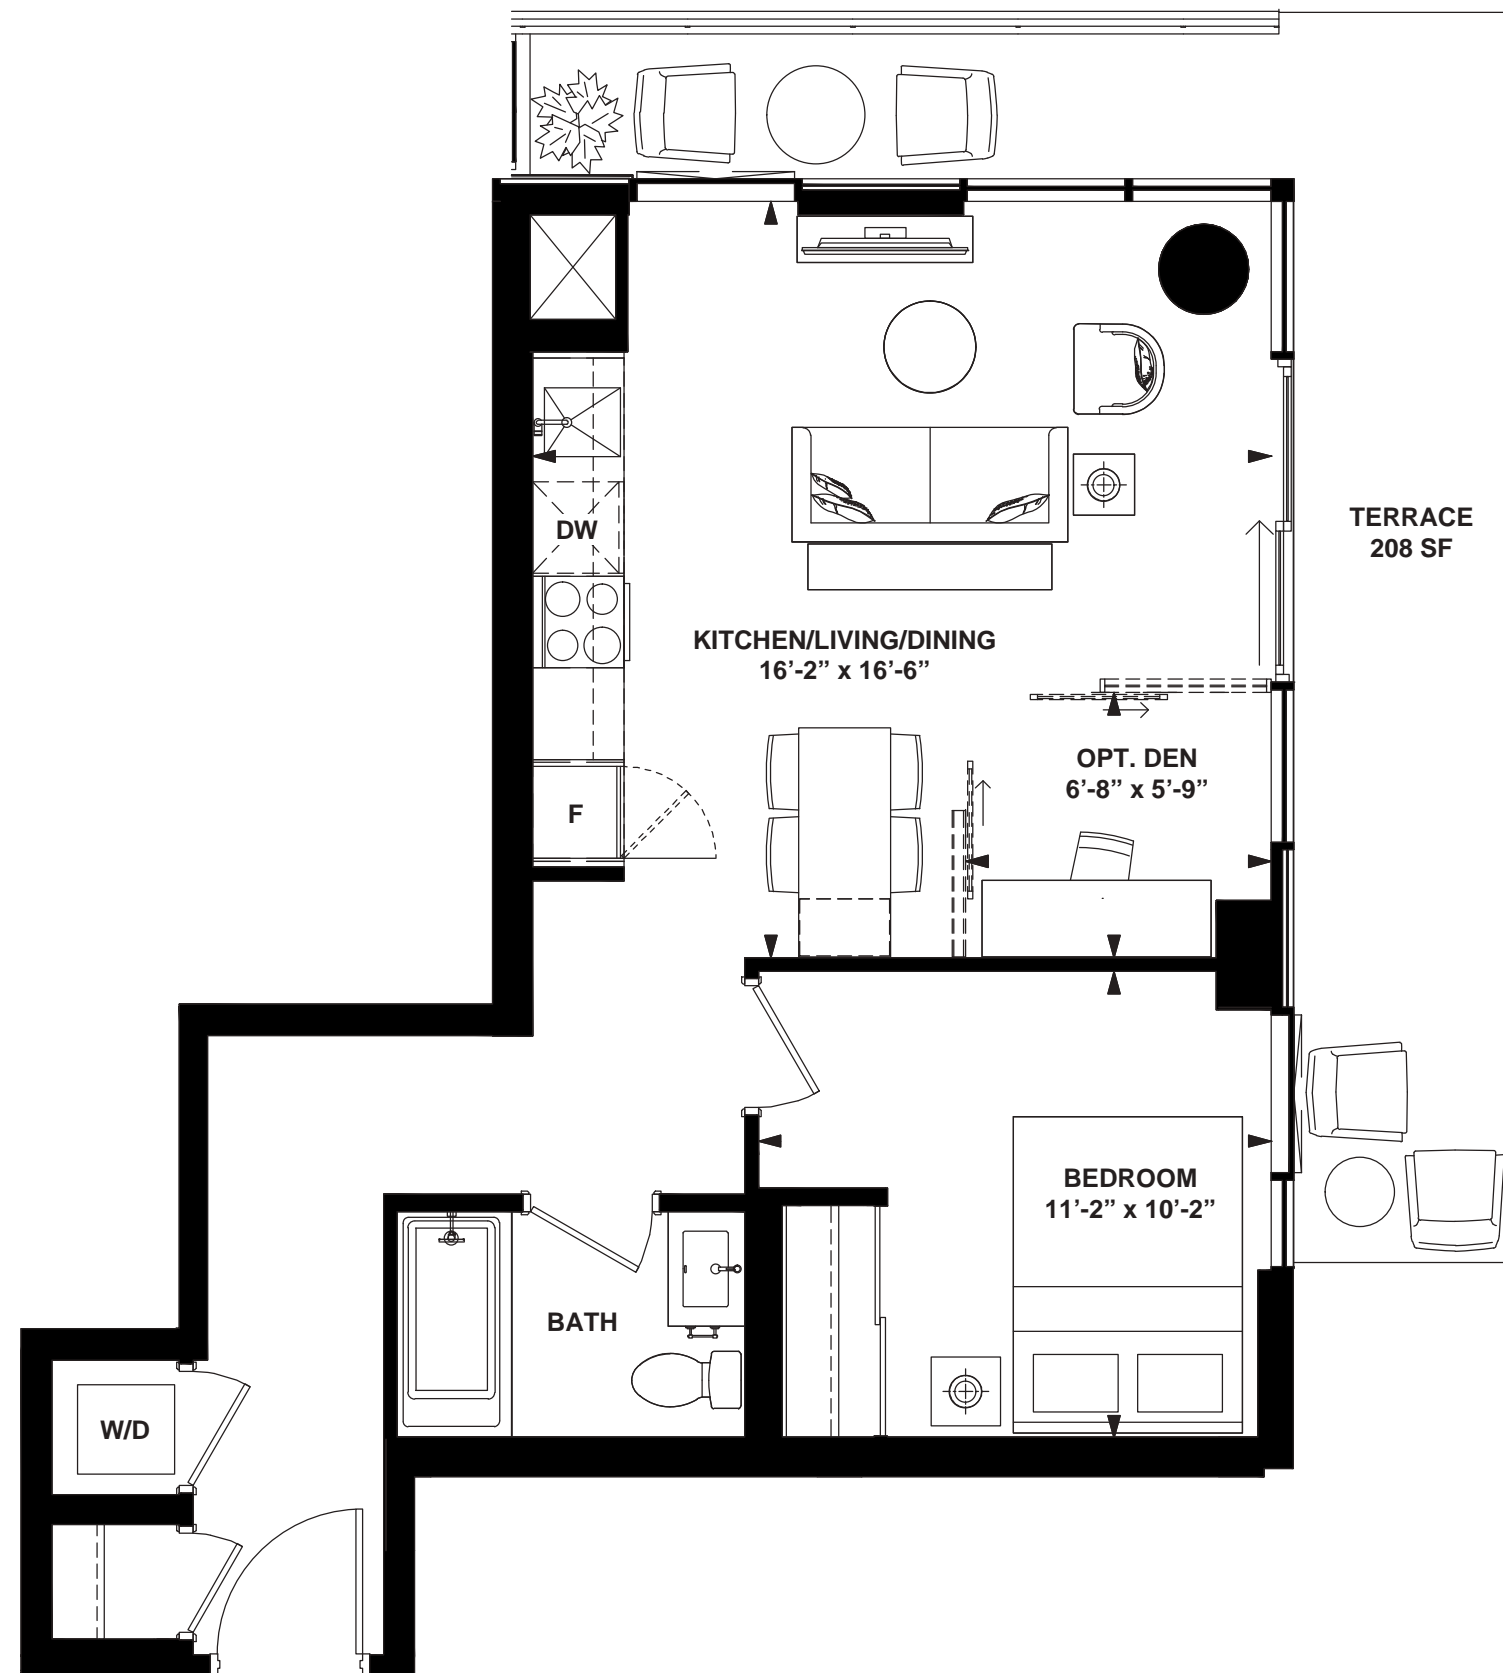 DW
TERRACE
208 SF
KITCHEN/LIVING/DINING
16’-2” x 16’-6”
OPT. DEN
6’-8” x 5’-9”
F
BEDROOM
11’-2” x 10’-2”
BATH
W/D